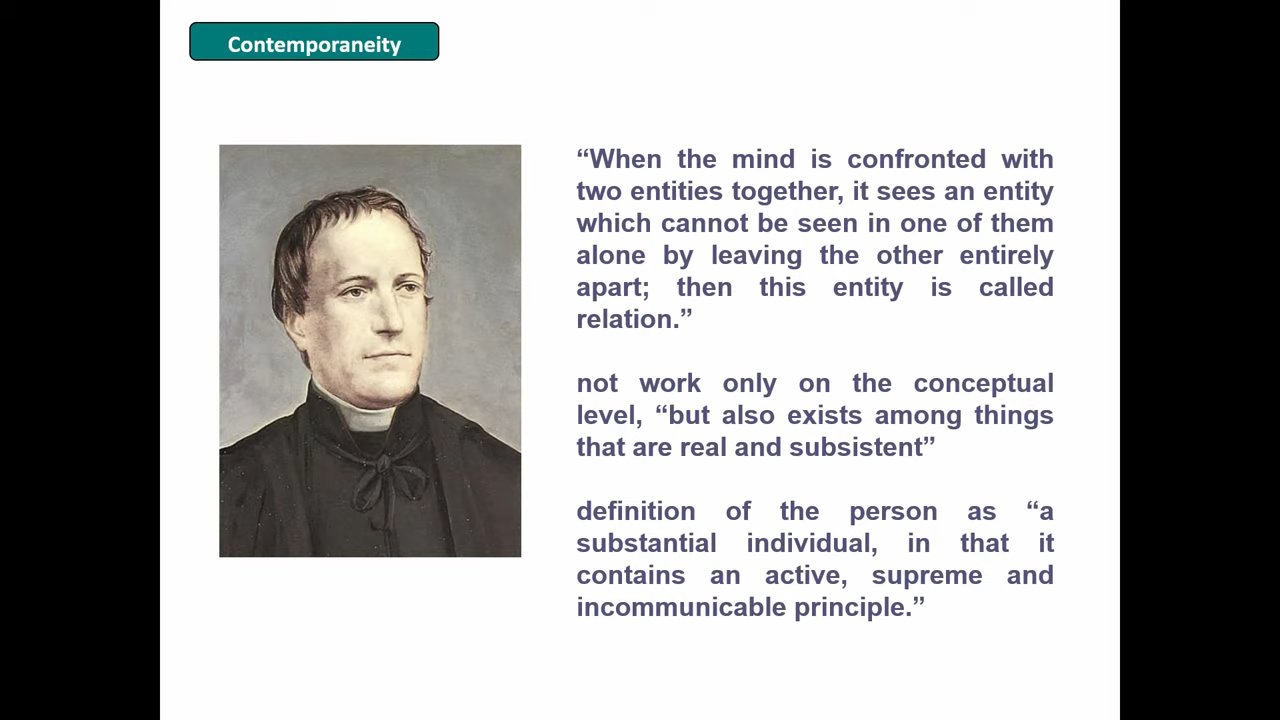 Contemporaneity
“When the mind is confronted with
two entities together, it sees an entity
which cannot be seen in one of them
alone by leaving the other entirely
apart; then this entity is called
relation.”
not work only on the conceptual
level, “but also exists among things
that are real and subsistent”
definition of the person as “a
substantial individual, in that it
contains an active, supreme and
incommunicable principle.”